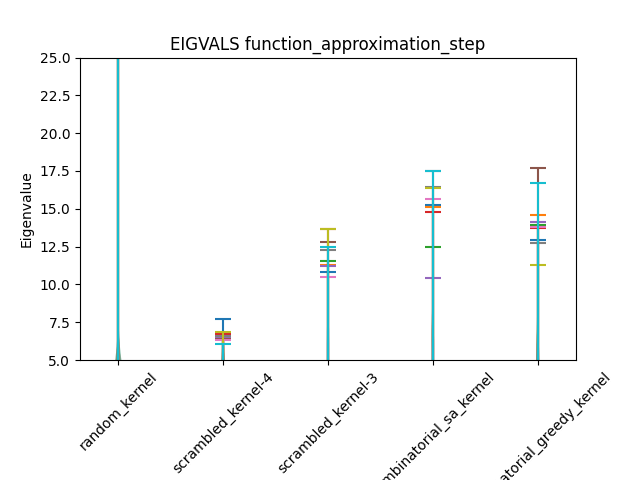 EIGVALS function_approximation_step
Eigenvalue
25.0
22.5
20.0
17.5
15.0
12.5
10.0
7.5
5.0
random_kernel
scrambled_kernel-4
scrambled_kernel-3
mbinatorial_sa_kernel
atorial_greedy_kernel